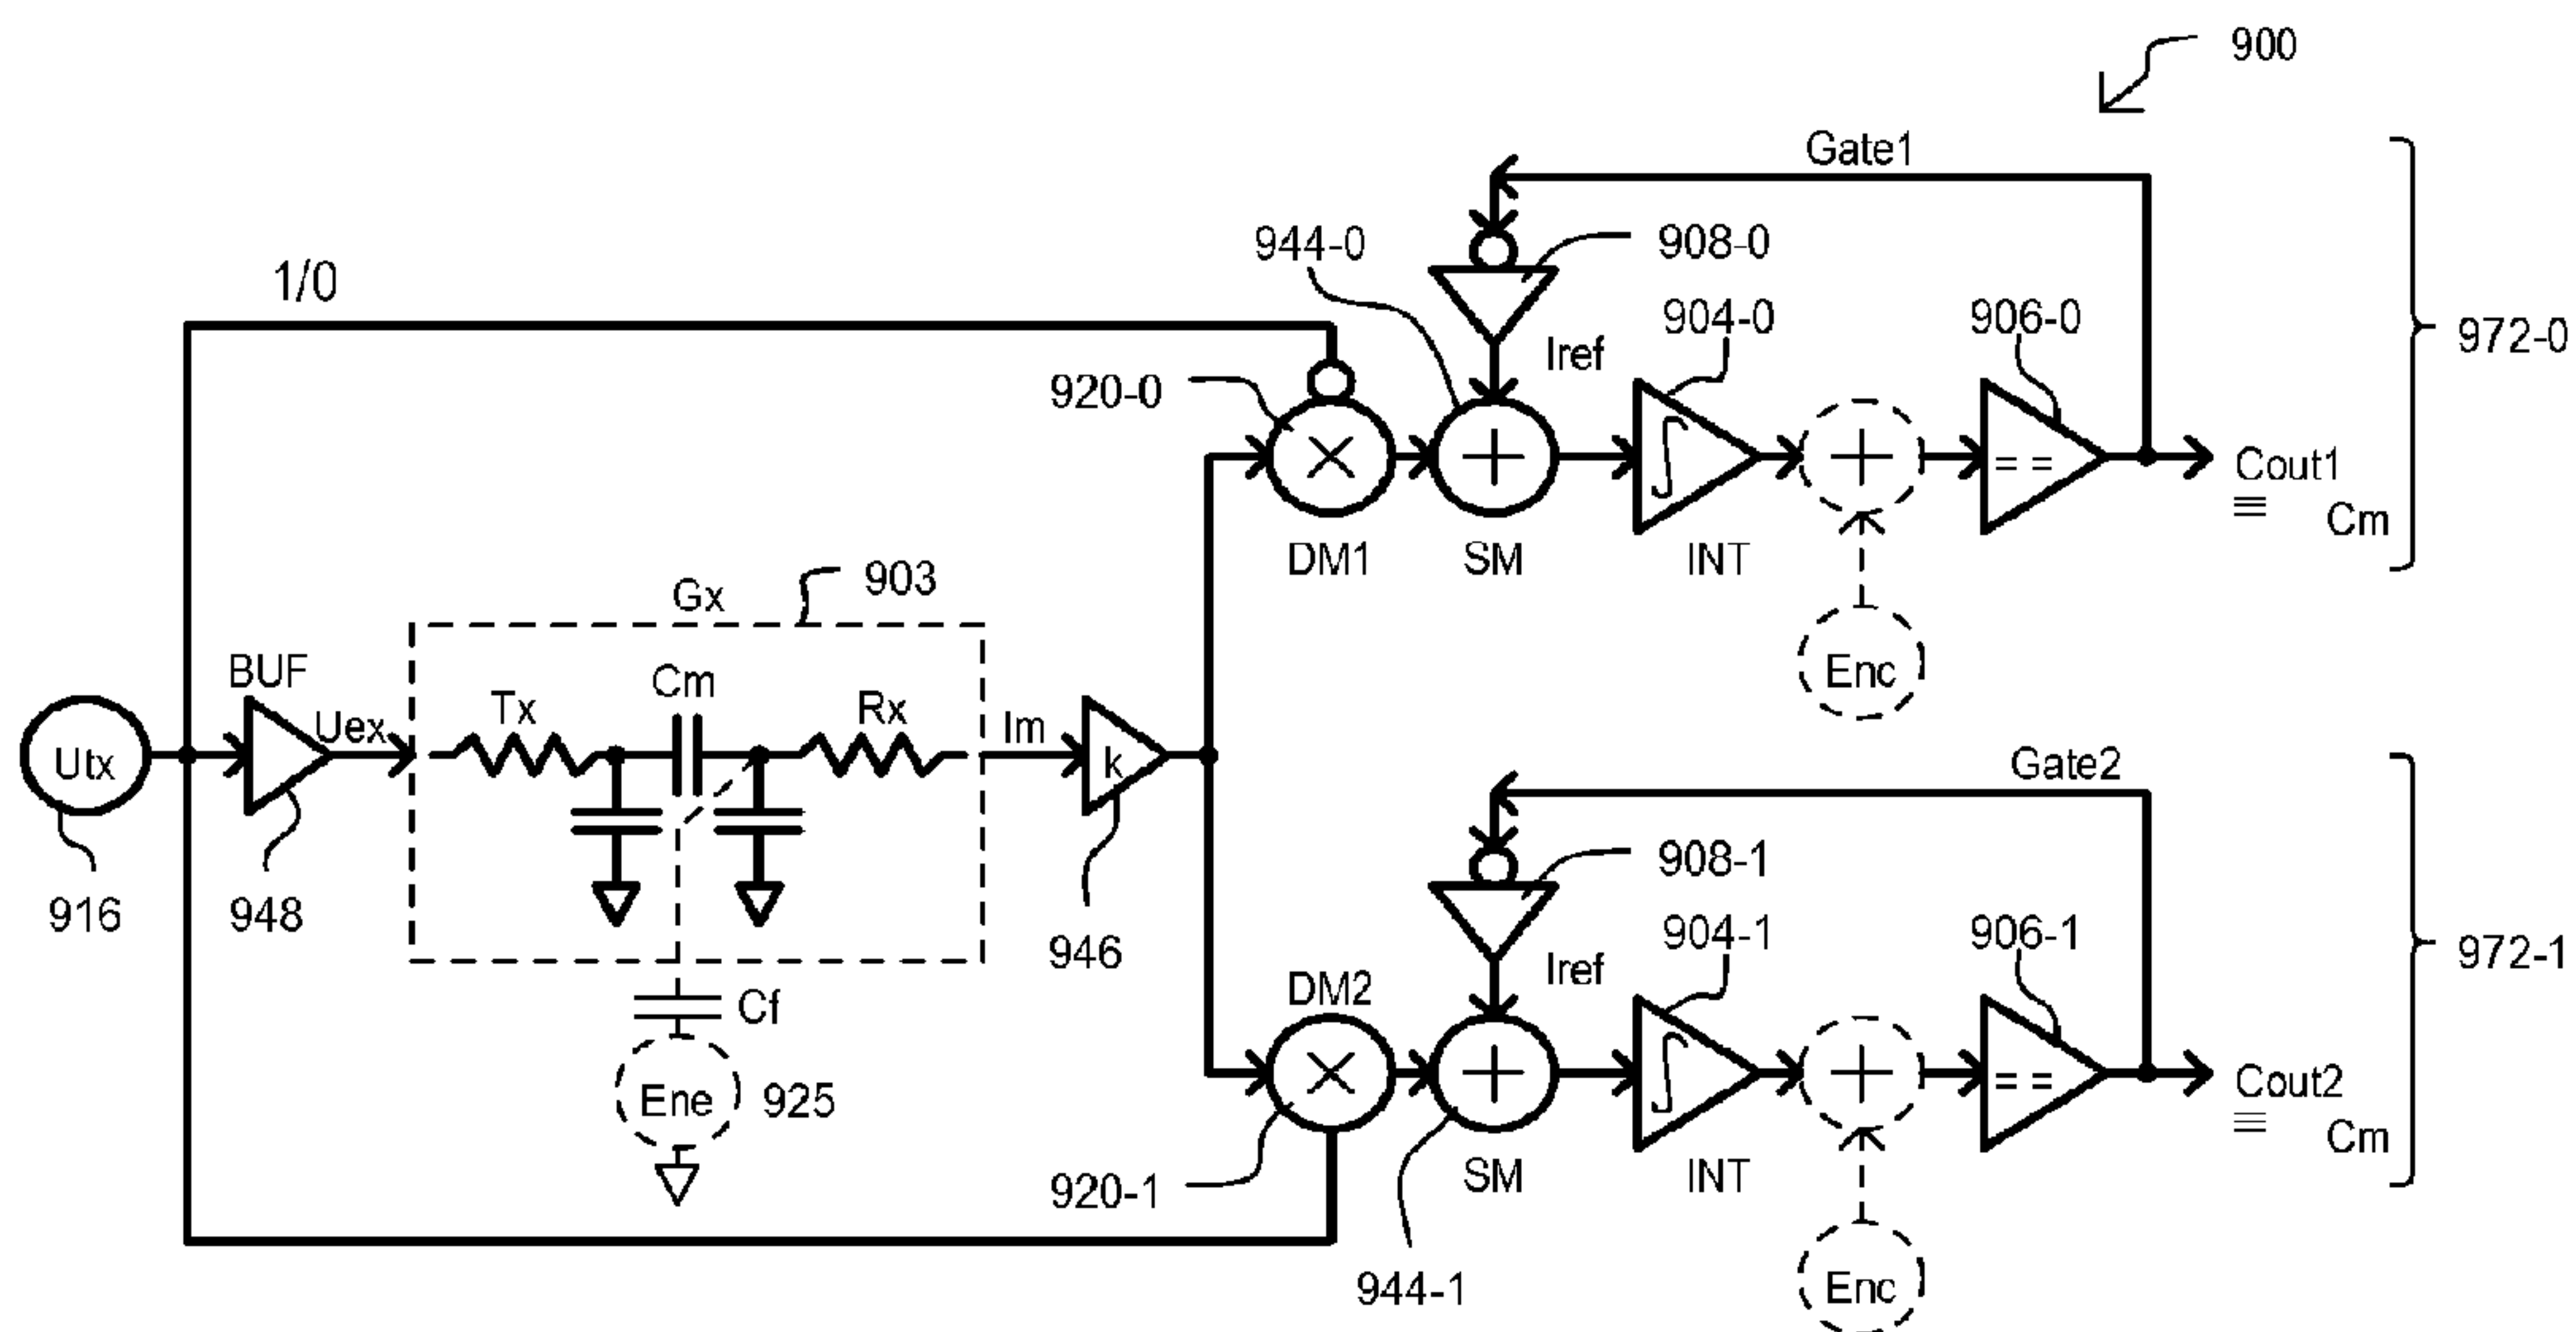 900
Gate1
944-0
908-0
1/0
Iref
904-0
906-0
972-0
920-0
Cout1
≡ Cm
DM1
SM
INT
== 
Enc
903
Gx
BUF
Utx
Uex
Tx
Cm
Rx
Im
k
Gate2
908-1
916
948
946
Iref
904-1
906-1
972-1
Cf
Ene
925
DM2
Cout2
≡ Cm
==
920-1
SM
INT
944-1
Enc